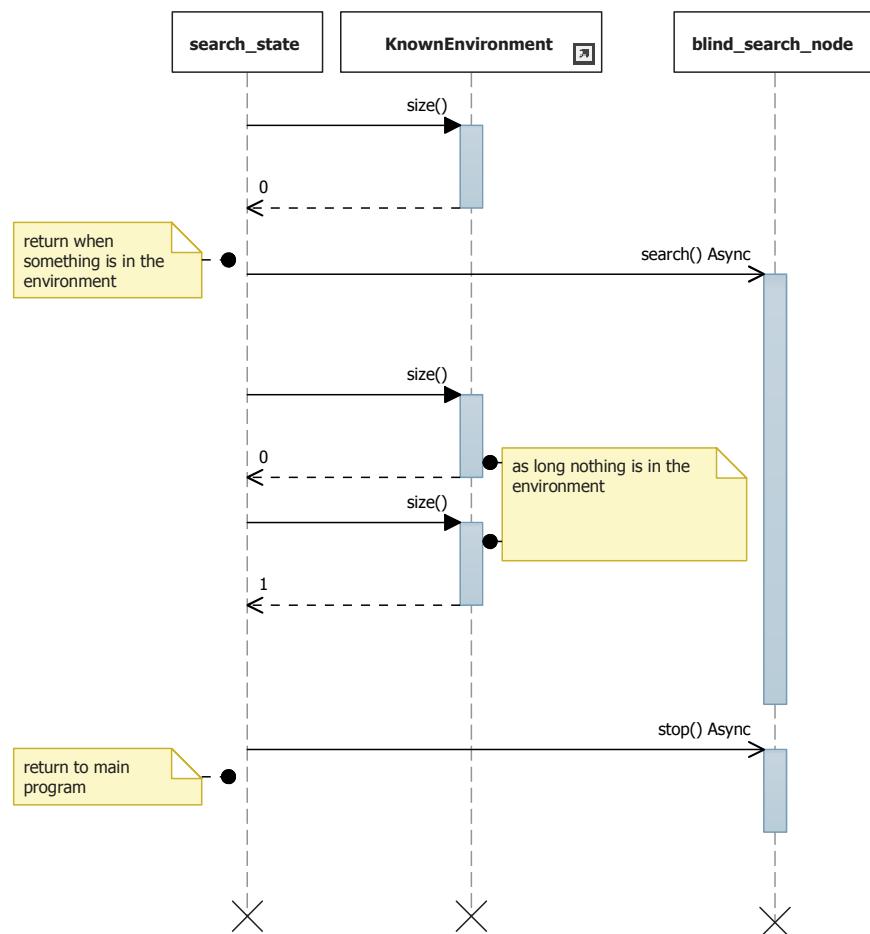 search_state
KnownEnvironment
blind_search_node
size()
0
return when
something is in the
environment
search() Async
size()
0
as long nothing is in the
environment
size()
1
stop() Async
return to main
program